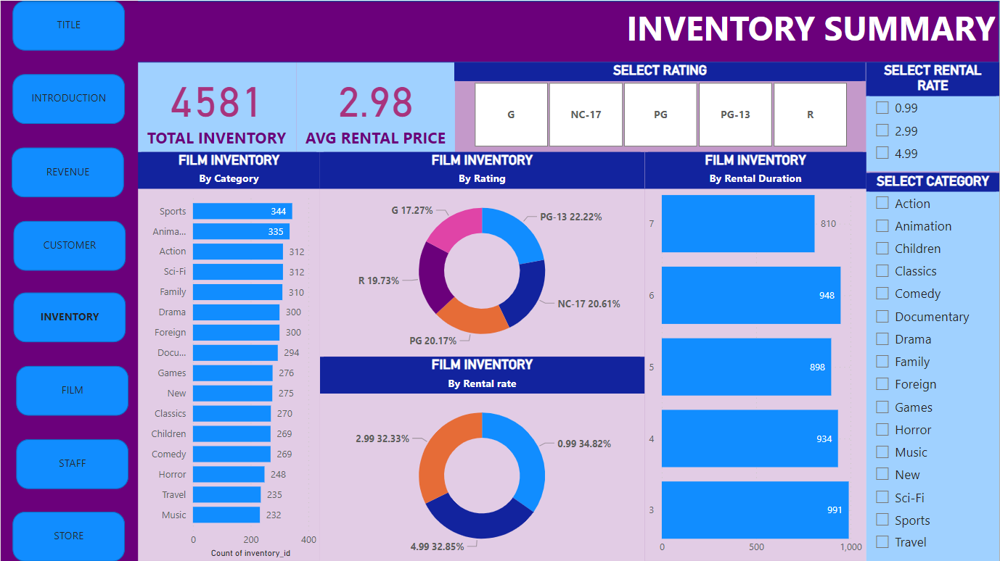 TITLE
INTRODUCTION
REVENUE
CUSTOMER
INVENTORY
FILM
STAFF
STORE
INVENTORY SUMMARY
4581
TOTAL INVENTORY
2.98
AVG RENTAL PRICE
SELECT RATING
G
NC-17
PG
PG-13
R
SELECT RENTAL
RATE
0.99
2.99
4.99
FILM INVENTORY
By Category
Sports 344
Anima... 335
Action 312
Sci-Fi 312
Family 310
Drama 300
Foreign 300
Docu... 294
Games 276
New 275
Classics 270
Children 269
Comedy 269
Horror 248
Travel 235
Music 232
0 200 400
Count of inventory_id
FILM INVENTORY
By Rating
G 17.27%
PG-13 22.22%
R 19.73%
NC-17 20.61%
PG 20.17%
FILM INVENTORY
By Rental rate
2.99 32.33%
0.99 34.82%
4.99 32.85%
FILM INVENTORY
By Rental Duration
7 810
6 948
5 898
4 934
3 991
0 500 1,000
SELECT CATEGORY
Action
Animation
Children
Classics
Comedy
Documentary
Drama
Family
Foreign
Games
Horror
Music
New
Sci-Fi
Sports
Travel